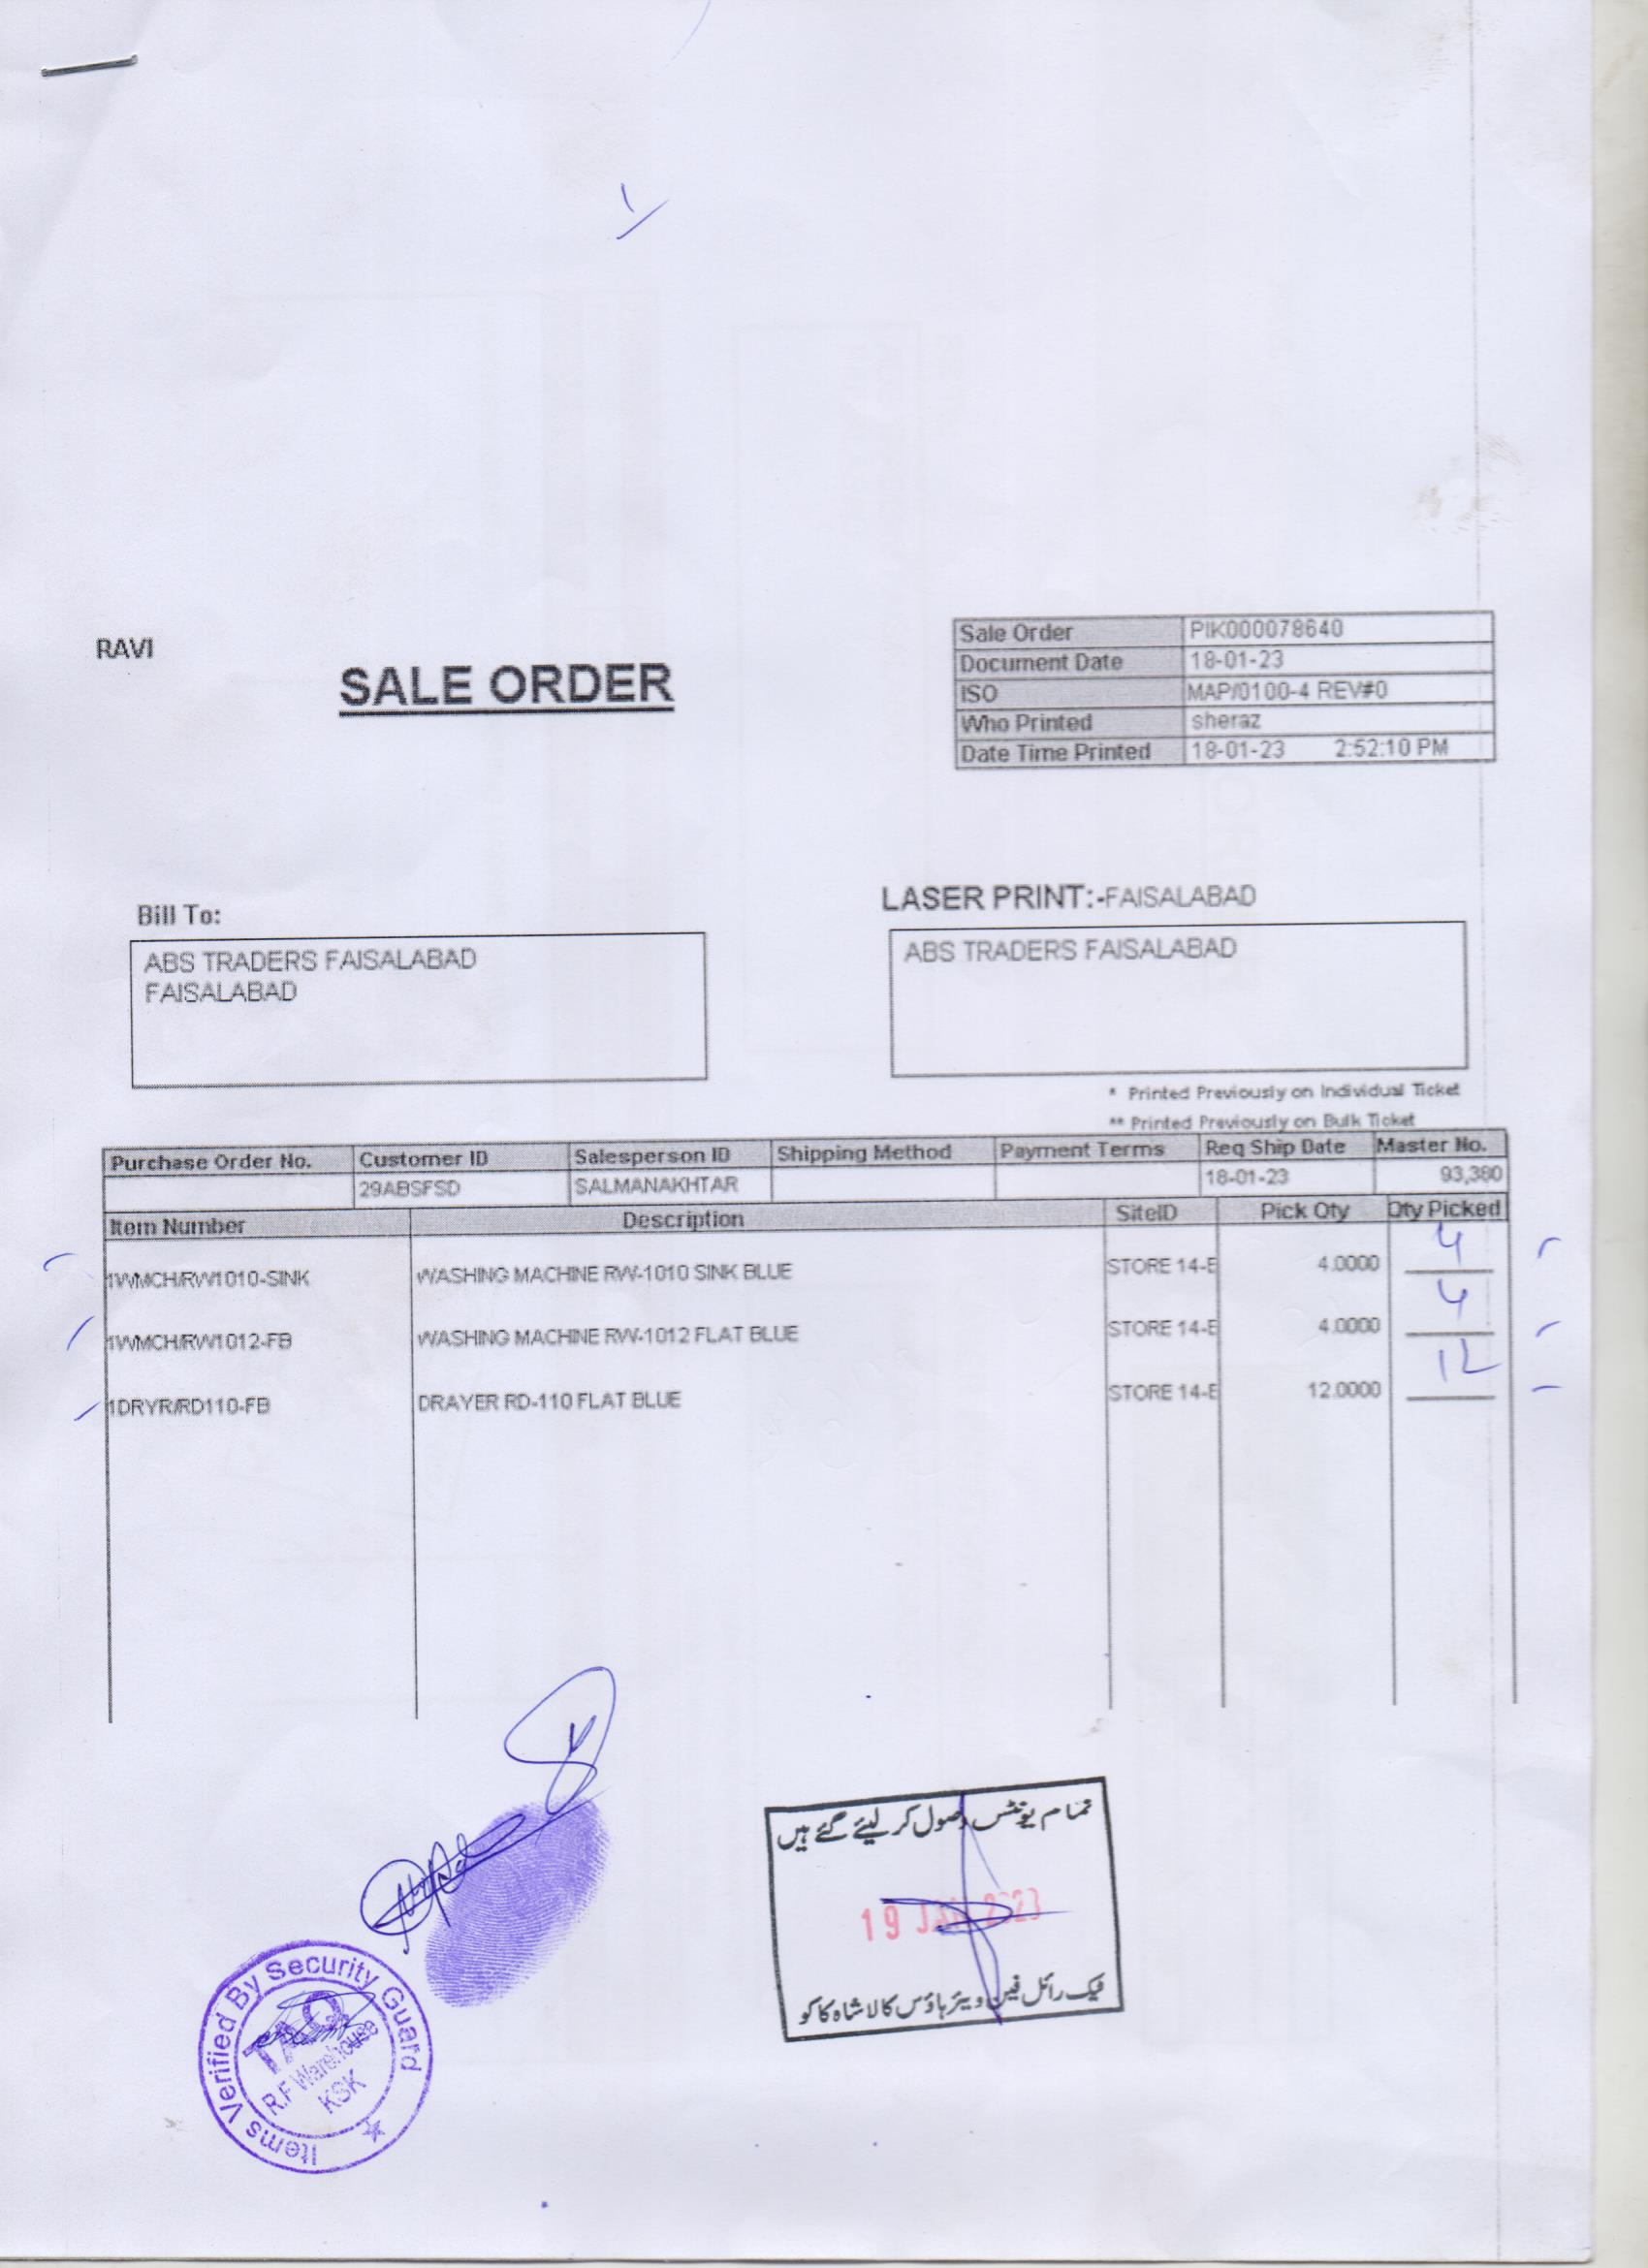 RAVI
SALE ORDER
Sale Order PIK000078640
Document Date 18-01-23
ISO MAP/0100-4 REV#0
Who Printed sheraz
Date Time Printed 18-01-23 2:52:10 PM
Bill To:
ABS TRADERS FAISALABAD
FAISALABAD
LASER PRINT:-FAISALABAD
ABS TRADERS FAISALABAD
* Printed Previously on Individual Ticket
** Printed Previously on Bulk Ticket
Purchase Order No. Customer ID Salesperson ID Shipping Method Payment Terms Req Ship Date Master No.
29ABSFSD SALMANAKHTAR 18-01-23 93,380
Item Number Description SiteID Pick Qty Qty Picked
1WMCH/RW1010-SINK WASHING MACHINE RW-1010 SINK BLUE STORE 14-E 4.0000 4
1WMCH/RW1012-FB WASHING MACHINE RW-1012 FLAT BLUE STORE 14-E 4.0000 4
1DRYR/RD110-FB DRAYER RD-110 FLAT BLUE STORE 14-E 12.0000 12
تمام یونٹس وصول کر لیئے گئے ہیں
19 JAN 2023
فیک رائل فین ویئر ہاؤس کالا شاہ کاکو
Items Verified By Security Guard
R.F Warehouse
KSK